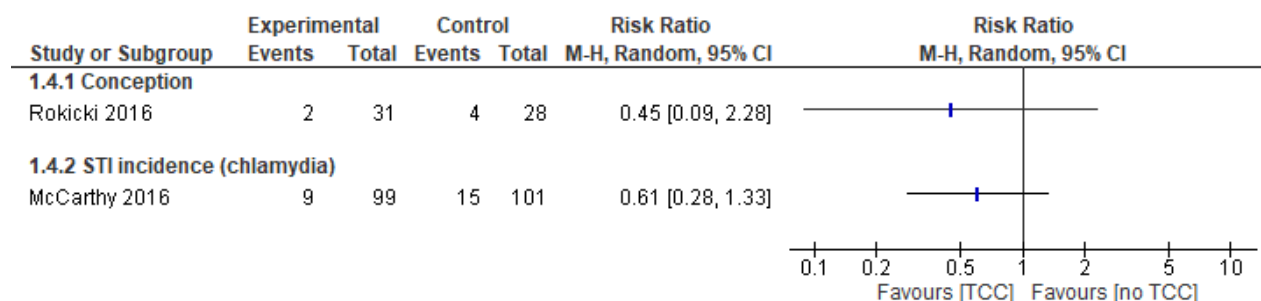 Experimental Control Risk Ratio Risk Ratio
Study or Subgroup Events Total Events Total M-H, Random, 95% CI M-H, Random, 95% CI
1.4.1 Conception
Rokicki 2016 2 31 4 28 0.45 [0.09, 2.28]
1.4.2 STI incidence (chlamydia)
McCarthy 2016 9 99 15 101 0.61 [0.28, 1.33]
0.1 0.2 0.5 1 2 5 10
Favours [TCC] Favours [no TCC]